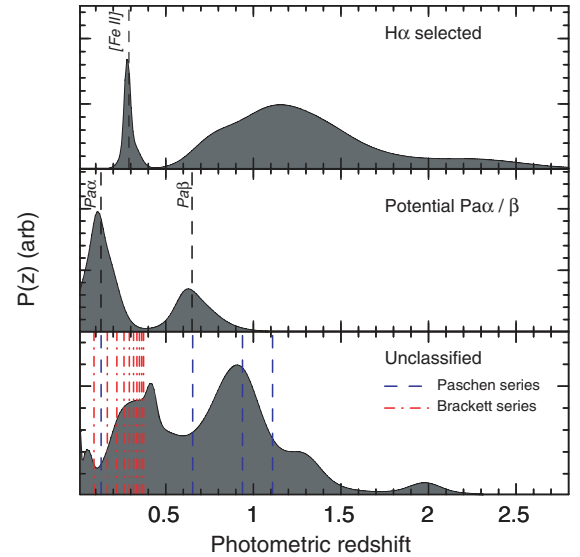 [Fe II]
Hα selected
Paα
Paβ
Potential Paα / β
Unclassified
Paschen series
Brackett series
P(z) (arb)
0.5 1 1.5 2 2.5
Photometric redshift